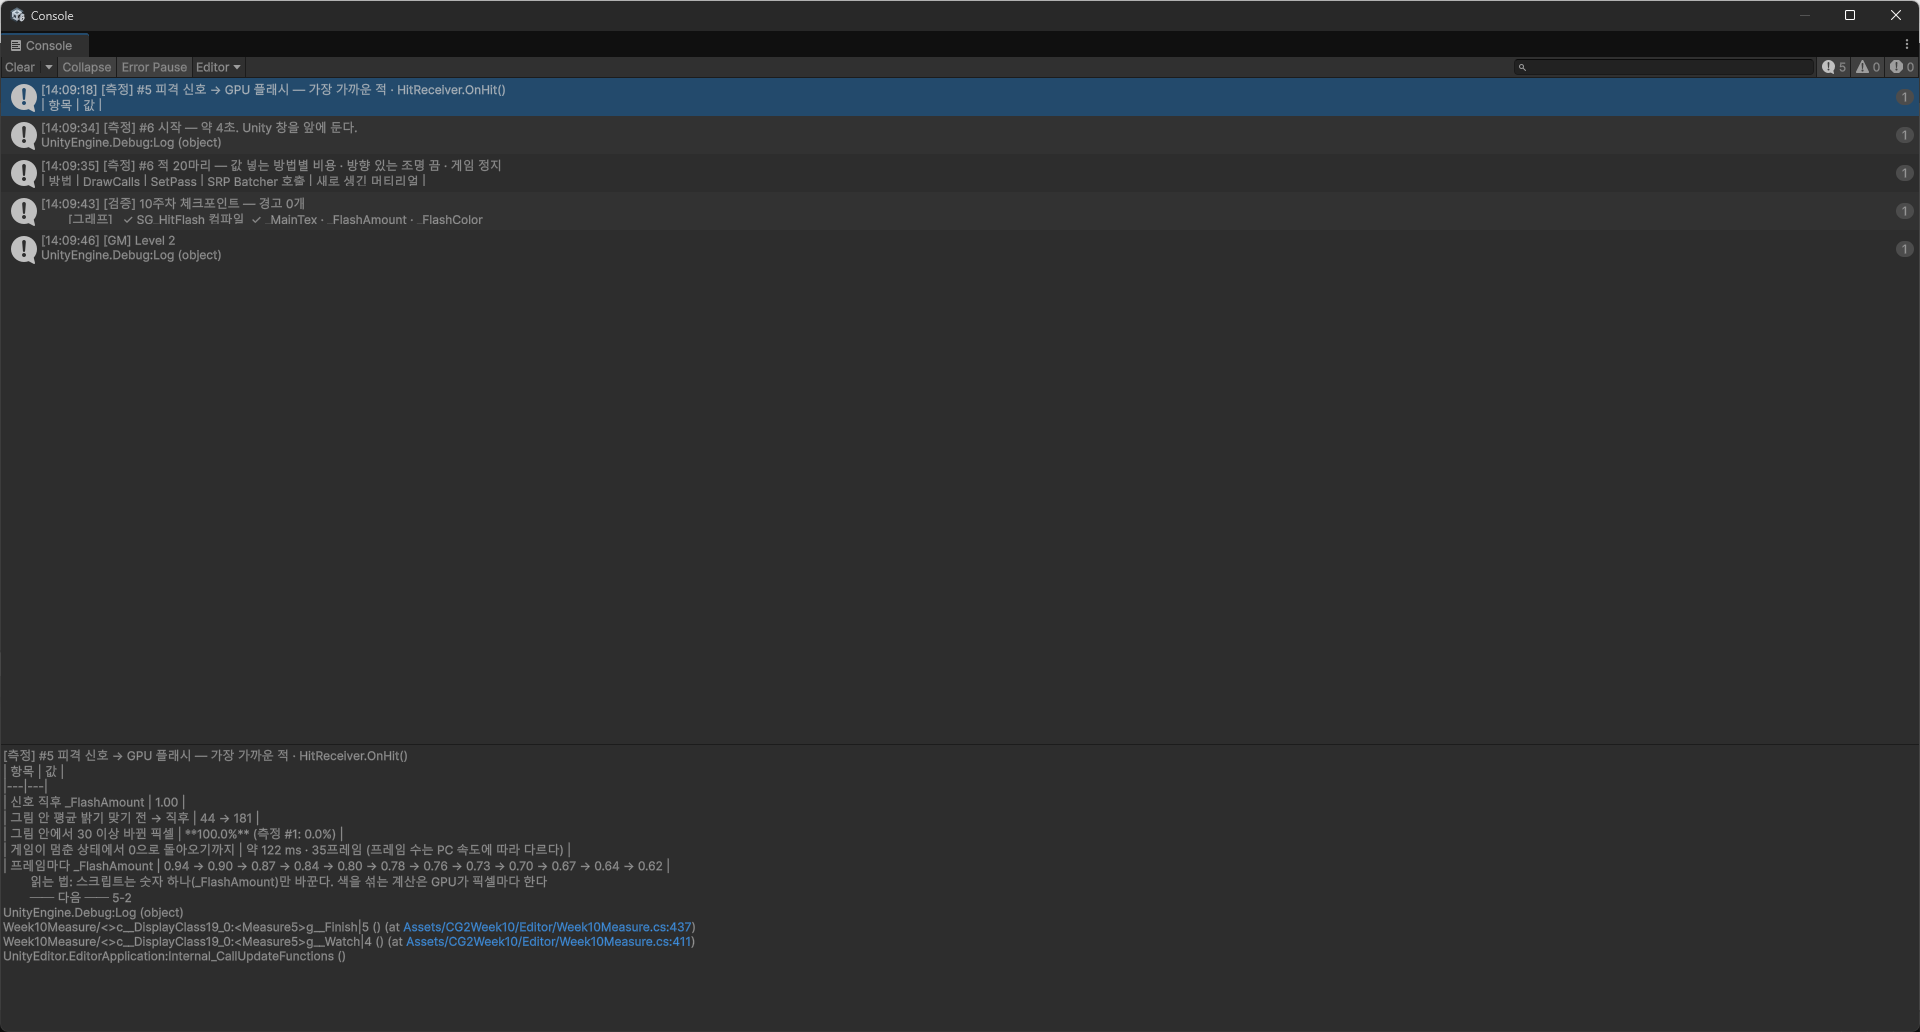 Console
Console
Clear Collapse Error Pause Editor 5 0 0
[14:09:18] [측정] #5 피격 신호 → GPU 플래시 — 가장 가까운 적 · HitReceiver.OnHit()
| 항목 | 값 |
1
[14:09:34] [측정] #6 시작 — 약 4초. Unity 창을 앞에 둔다.
UnityEngine.Debug:Log (object)
1
[14:09:35] [측정] #6 적 20마리 — 값 넣는 방법별 비용 · 방향 있는 조명 끔 · 게임 정지
| 방법 | DrawCalls | SetPass | SRP Batcher 호출 | 새로 생긴 머티리얼 |
1
[14:09:43] [검증] 10주차 체크포인트 — 경고 0개
[그래프] ✓ SG_HitFlash 컴파일 ✓ _MainTex · _FlashAmount · _FlashColor
1
[14:09:46] [GM] Level 2
UnityEngine.Debug:Log (object)
1
[측정] #5 피격 신호 → GPU 플래시 — 가장 가까운 적 · HitReceiver.OnHit()
| 항목 | 값 |
|---|---|
| 신호 직후 _FlashAmount | 1.00 |
| 그림 안 평균 밝기 맞기 전 → 직후 | 44 → 181 |
| 그림 안에서 30 이상 바뀐 픽셀 | **100.0%** (측정 #1: 0.0%) |
| 게임이 멈춘 상태에서 0으로 돌아오기까지 | 약 122 ms · 35프레임 (프레임 수는 PC 속도에 따라 다르다) |
| 프레임마다 _FlashAmount | 0.94 → 0.90 → 0.87 → 0.84 → 0.80 → 0.78 → 0.76 → 0.73 → 0.70 → 0.67 → 0.64 → 0.62 |
읽는 법: 스크립트는 숫자 하나(_FlashAmount)만 바꾼다. 색을 섞는 계산은 GPU가 픽셀마다 한다
─── 다음 ─── 5-2
UnityEngine.Debug:Log (object)
Week10Measure/<>c__DisplayClass19_0:<Measure5>g__Finish|5 () (at Assets/CG2Week10/Editor/Week10Measure.cs:437)
Week10Measure/<>c__DisplayClass19_0:<Measure5>g__Watch|4 () (at Assets/CG2Week10/Editor/Week10Measure.cs:411)
UnityEditor.EditorApplication:Internal_CallUpdateFunctions ()